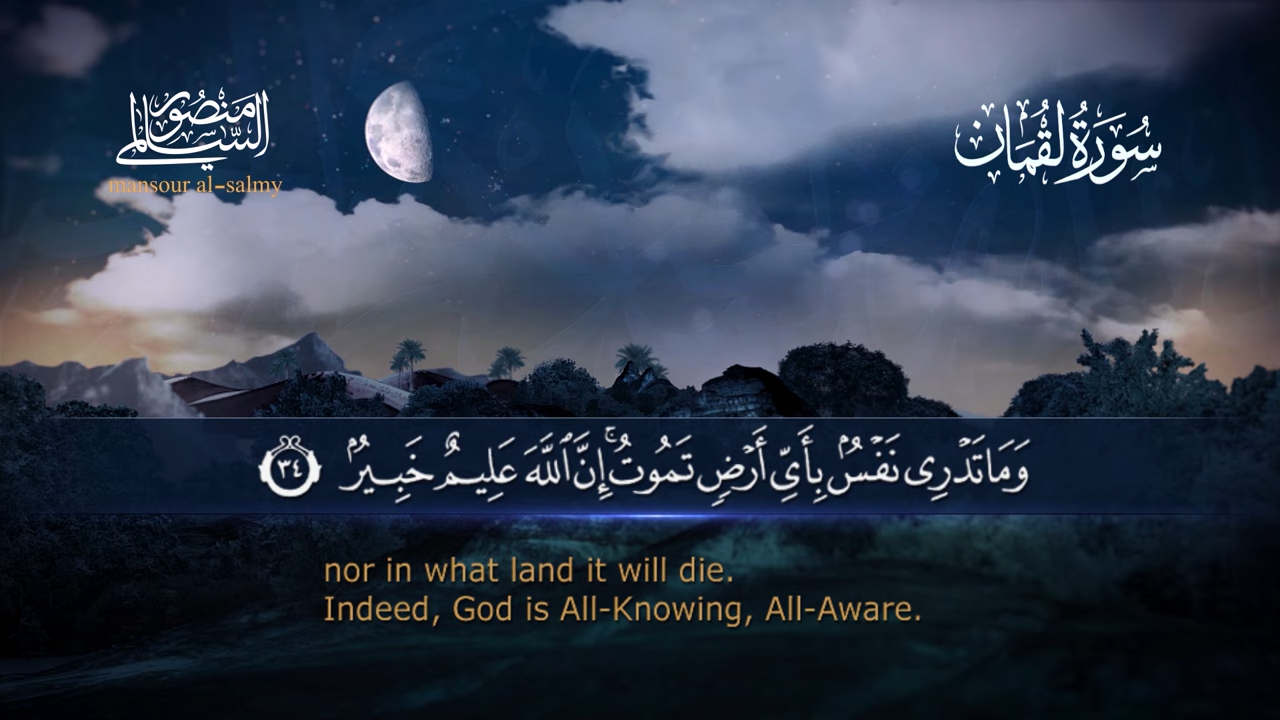 منصور السالمي
mansour al-salmy
سُورَةُ لُقْمَان
وَمَا تَدْرِى نَفْسٌۢ بِأَىِّ أَرْضٍ تَمُوتُ ۚ إِنَّ ٱللَّهَ عَلِيمٌ خَبِيرٌۢ ٣٤
nor in what land it will die.
Indeed, God is All-Knowing, All-Aware.